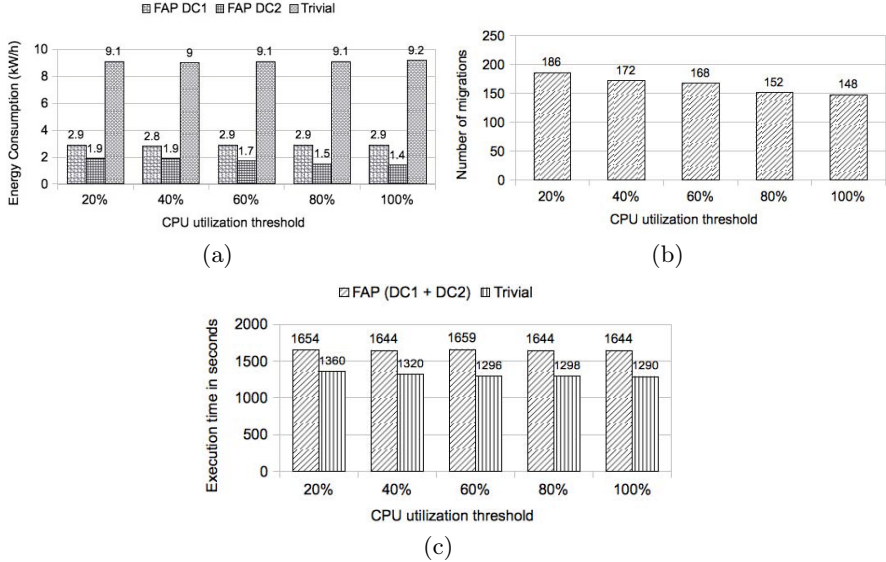 FAP DC1 FAP DC2 Trivial
Energy Consumption (kW/h)
10
8
6
4
2
0
2.9 1.9 9.1
2.8 1.9 9
2.9 1.7 9.1
2.9 1.5 9.1
2.9 1.4 9.2
20% 40% 60% 80% 100%
CPU utilization threshold
(a)
Number of migrations
250
200
150
100
50
0
186 172 168 152 148
20% 40% 60% 80% 100%
CPU utilization threshold
(b)
FAP (DC1 + DC2) Trivial
Execution time in seconds
2000
1500
1000
500
0
1654 1360
1644 1320
1659 1296
1644 1298
1644 1290
20% 40% 60% 80% 100%
CPU utilization threshold
(c)